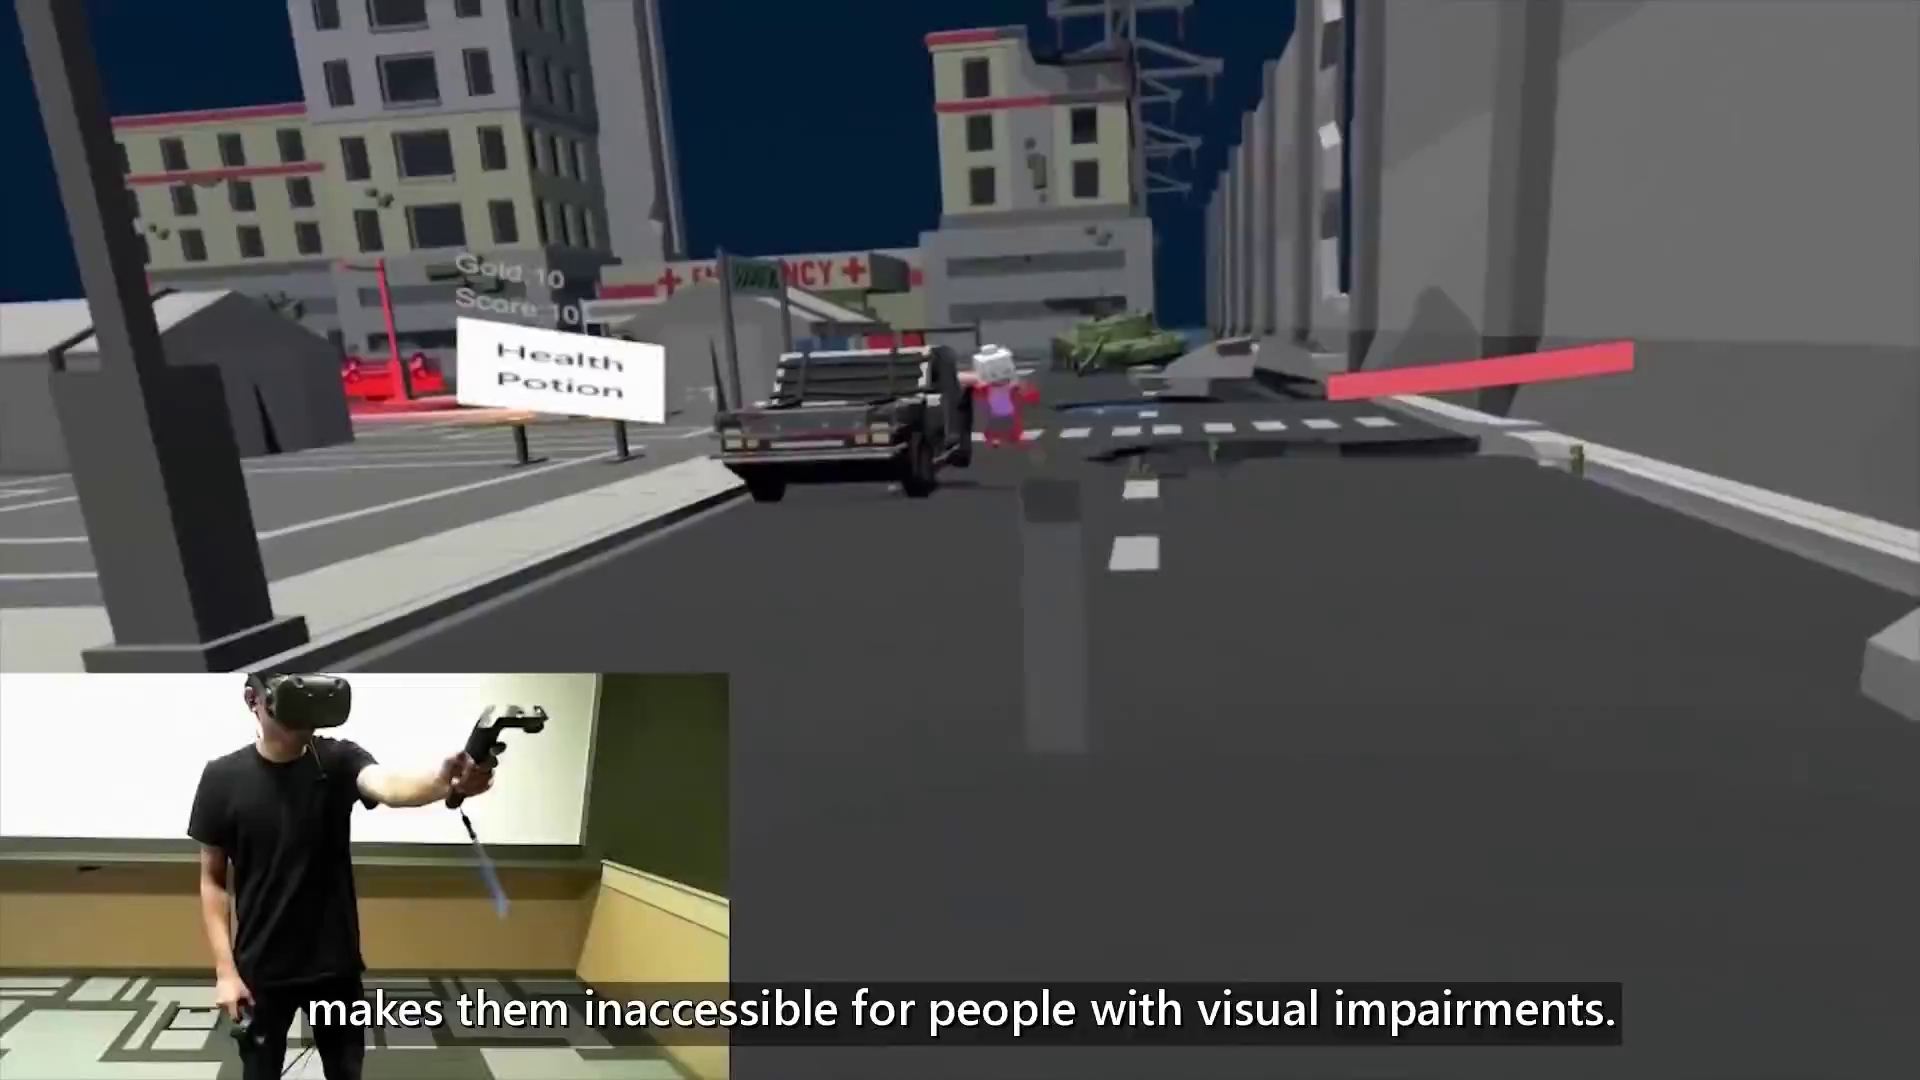 Gold:10
Score:10
Health
Potion
makes them inaccessible for people with visual impairments.